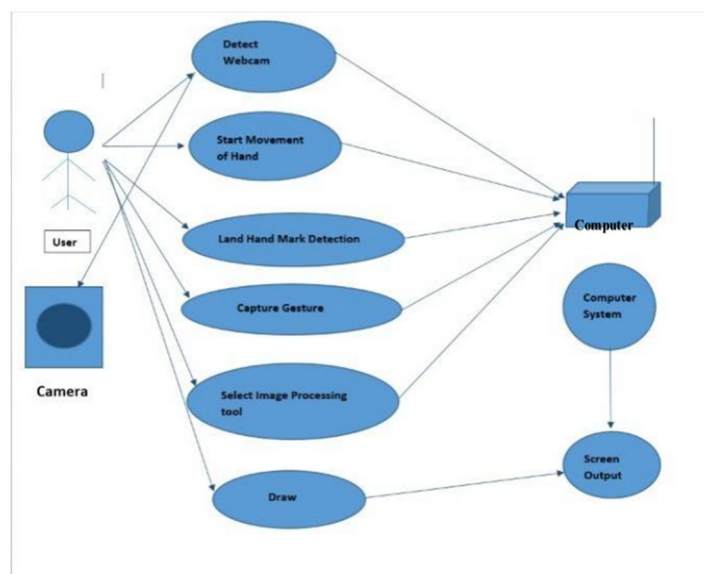 Detect
Webcam
Start Movement
of Hand
User
Land Hand Mark Detection
Computer
Capture Gesture
Computer
System
Camera
Select Image Processing
tool
Screen
Output
Draw